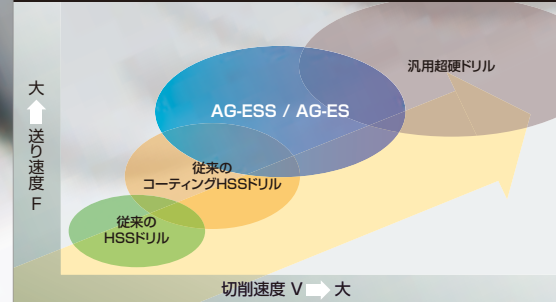 汎用超硬ドリル
AG-ESS / AG-ES
従来の
コーティングHSSドリル
従来の
HSSドリル
大
送り速度 F
切削速度 V
大